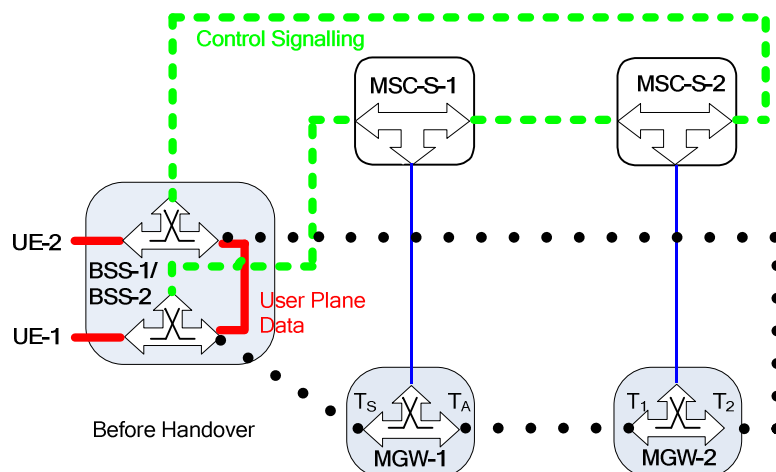 Control Signalling
MSC-S-1
MSC-S-2
UE-2
BSS-1/
BSS-2
User Plane
Data
UE-1
Before Handover
TS
TA
MGW-1
T1
T2
MGW-2